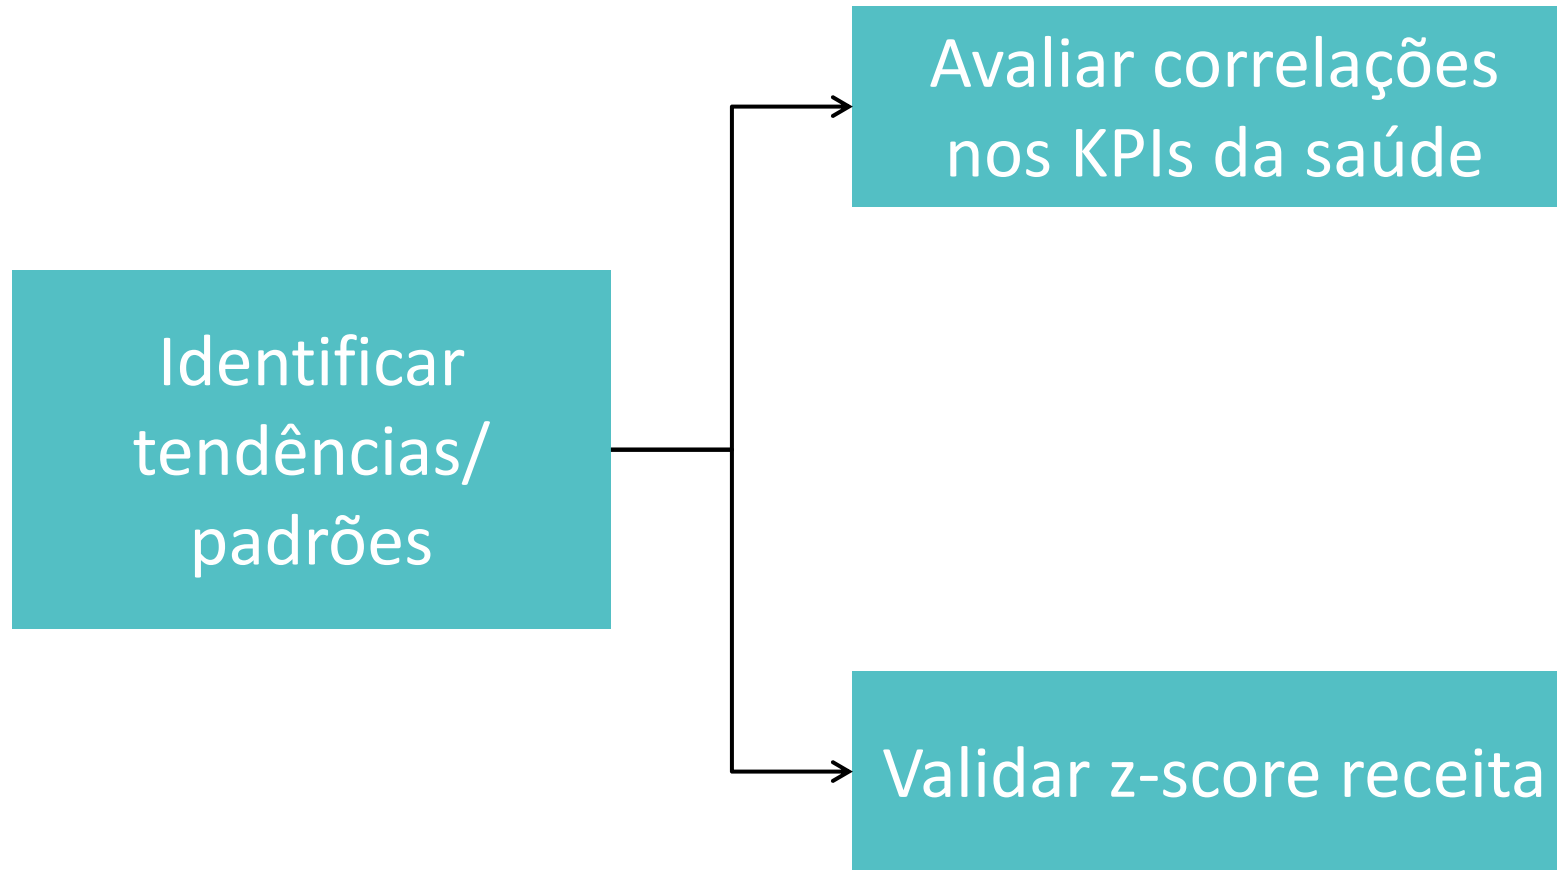 Avaliar correlações
nos KPIs da saúde
Identificar
tendências/
padrões
Validar z-score receita